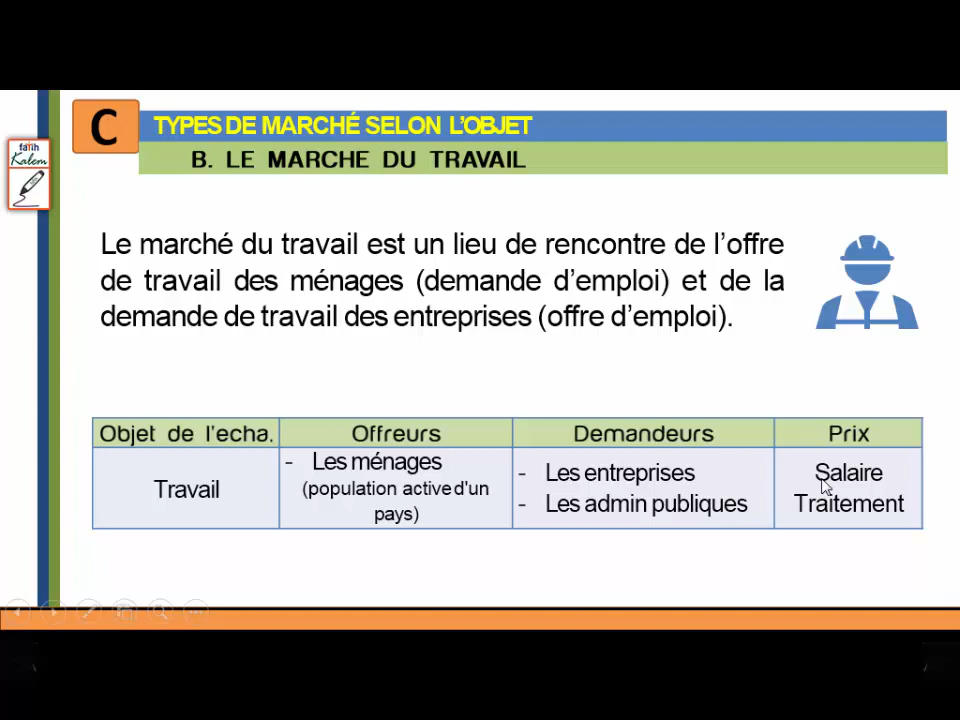 C
TYPES DE MARCHÉ SELON L'OBJET
B. LE MARCHE DU TRAVAIL
fatih
Kalem
Le marché du travail est un lieu de rencontre de l'offre
de travail des ménages (demande d'emploi) et de la
demande de travail des entreprises (offre d'emploi).
Objet de l'echa. Offreurs Demandeurs Prix
Travail
- Les ménages
(population active d'un
pays)
- Les entreprises
- Les admin publiques
Salaire
Traitement